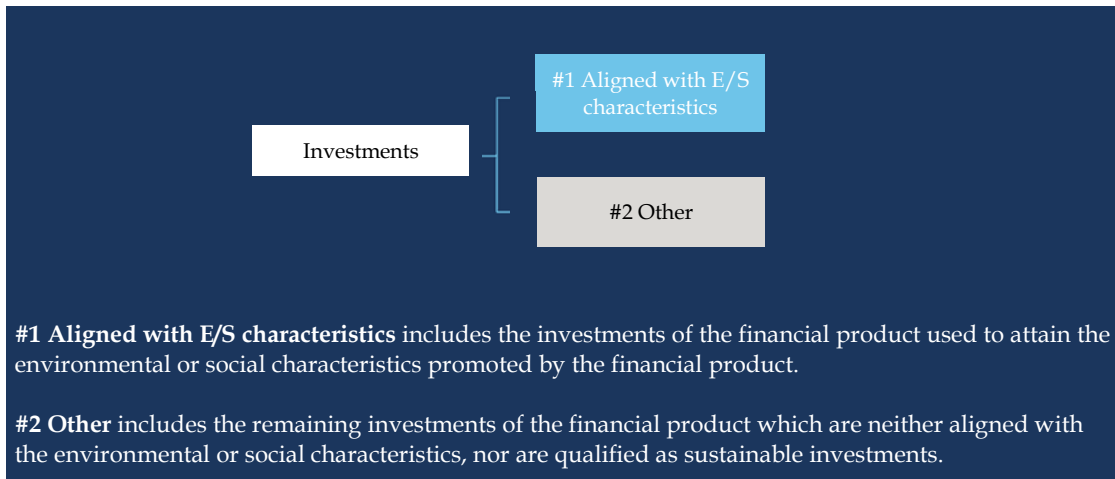 #1 Aligned with E/S
characteristics
Investments
#2 Other
#1 Aligned with E/S characteristics includes the investments of the financial product used to attain the
environmental or social characteristics promoted by the financial product.
#2 Other includes the remaining investments of the financial product which are neither aligned with
the environmental or social characteristics, nor are qualified as sustainable investments.